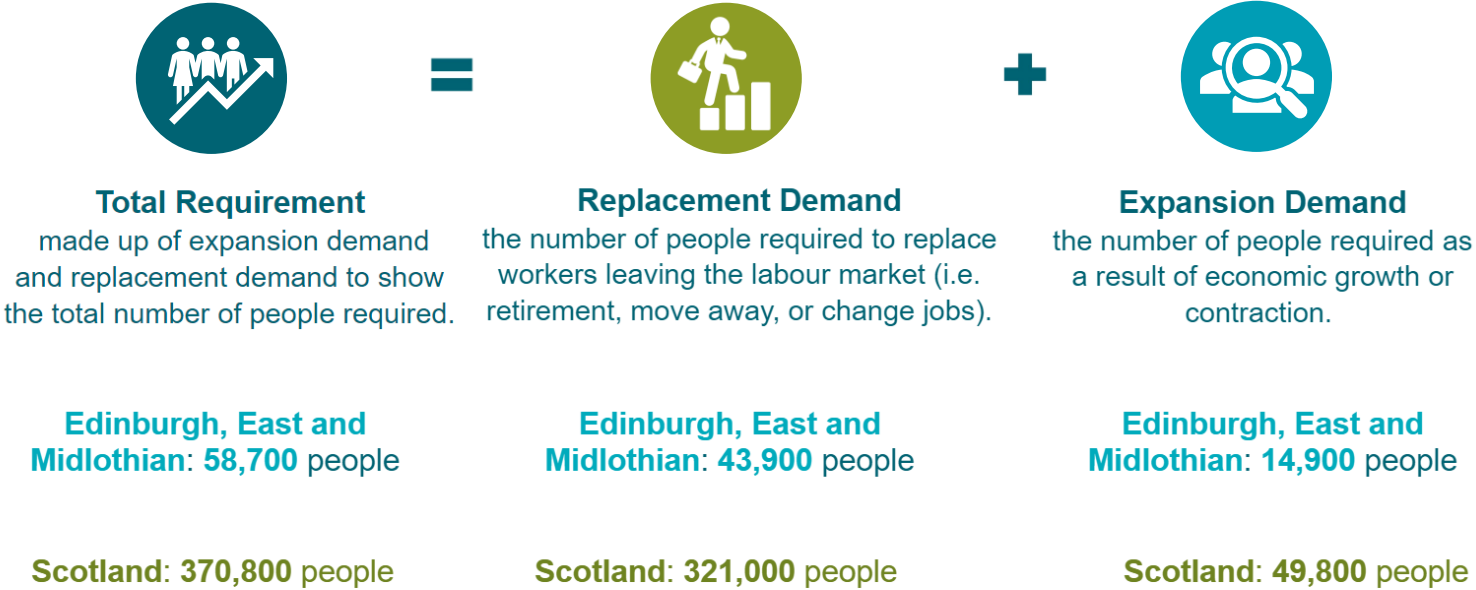 =
+
Total Requirement
made up of expansion demand
and replacement demand to show
the total number of people required.
Replacement Demand
the number of people required to replace
workers leaving the labour market (i.e.
retirement, move away, or change jobs).
Expansion Demand
the number of people required as
a result of economic growth or
contraction.
Edinburgh, East and
Midlothian: 58,700 people
Edinburgh, East and
Midlothian: 43,900 people
Edinburgh, East and
Midlothian: 14,900 people
Scotland: 370,800 people
Scotland: 321,000 people
Scotland: 49,800 people